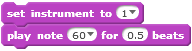 set instrument to 1
play note 60 for 0.5 beats